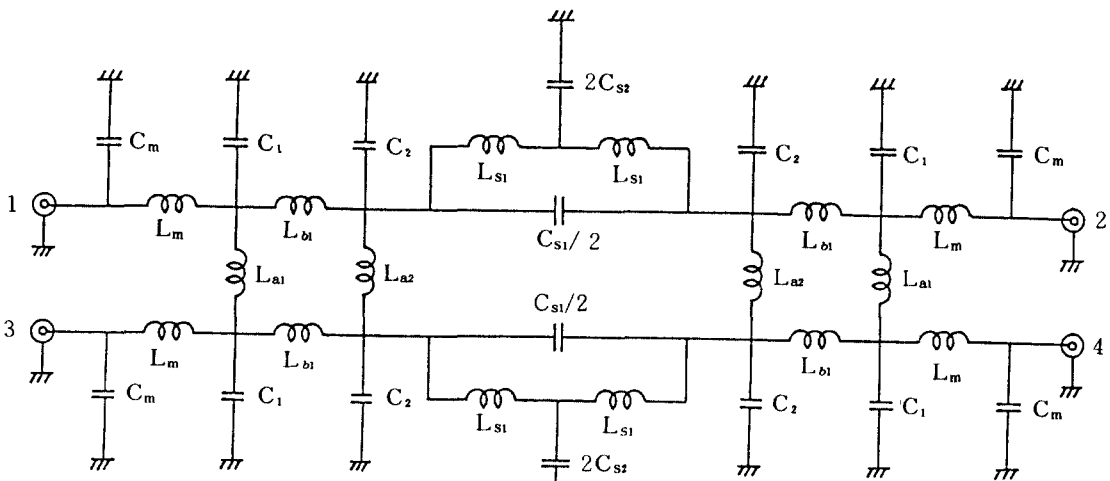 2Cs2
Cm C1 C2 Ls1 Ls1 C2 C1 Cm
1 Lm Lb1 Cs1/2 Lb1 Lm 2
La1 La2 La2 La1
Cs1/2
3 Lm Lb1 Lb1 Lm 4
Cm C1 C2 Ls1 Ls1 C2 C1 Cm
2Cs2